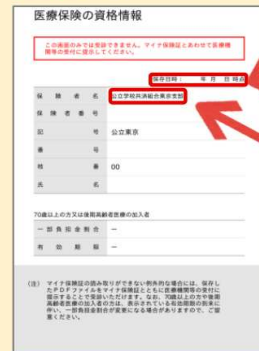 医療保険の資格情報
この画面のみでは受診できません。マイナ保険証とあわせて医療機
関等の受付に提示してください。
保存日時： 年 月 日 時点
保険者名 公立学校共済組合東京支部
保険者番号
記号 公立東京
番号
枝番 00
氏名
70歳以上の方又は後期高齢者医療の加入者
一部負担金割合 －
有効期限 －
(注) マイナ保険証の読み取りができない例外的な場合には、保存し
たPDFファイルをマイナ保険証とともに医療機関等の受付に
提示することで受診いただけます。なお、70歳以上の方や後期
高齢者医療の加入者の方は、表示されている有効期限の到来に
伴い、一部負担金割合が変更になる場合がありますので、ご留
意ください。